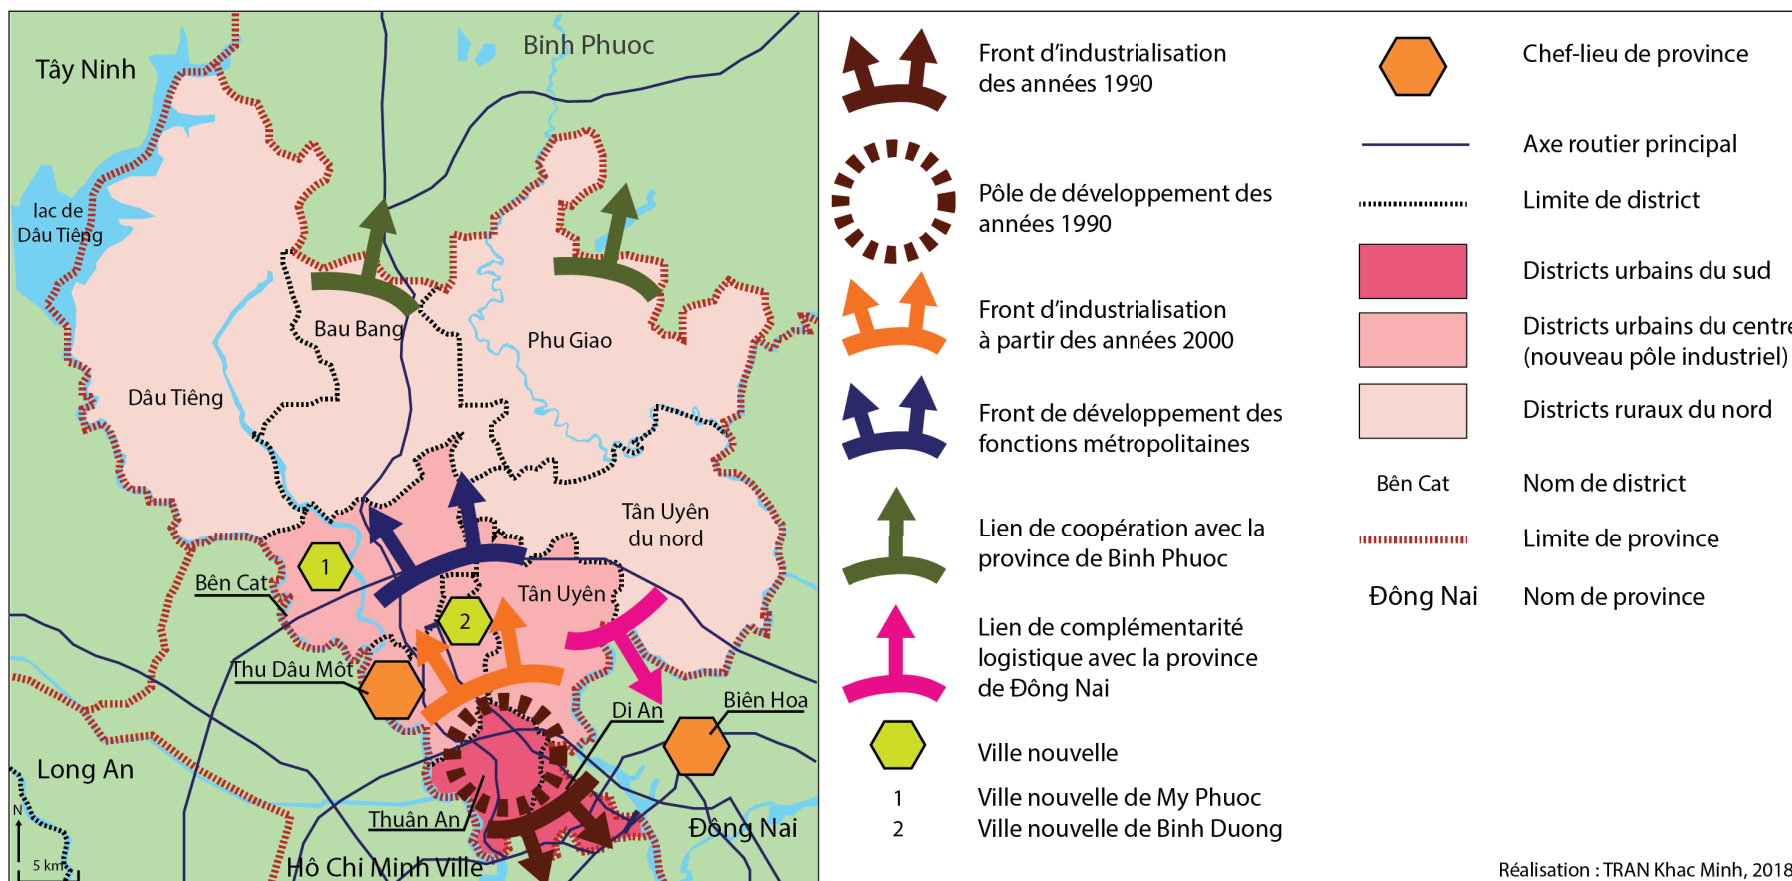 Tây Ninh
Binh Phuoc
lac de
Dâu Tiêng
Bau Bang
Phu Giao
Dâu Tiêng
Tân Uyên
du nord
1
Bên Cat
Tân Uyên
2
Thu Dâu Môt
Di An
Biên Hoa
Long An
N
Thuân An
Đông Nai
5 km
Hô Chi Minh Ville
Front d’industrialisation
des années 1990
Pôle de développement des
années 1990
Front d’industrialisation
à partir des années 2000
Front de développement des
fonctions métropolitaines
Lien de coopération avec la
province de Binh Phuoc
Lien de complémentarité
logistique avec la province
de Đông Nai
Ville nouvelle
1 Ville nouvelle de My Phuoc
2 Ville nouvelle de Binh Duong
Chef-lieu de province
Axe routier principal
Limite de district
Districts urbains du sud
Districts urbains du centre
(nouveau pôle industriel)
Districts ruraux du nord
Bên Cat Nom de district
Limite de province
Đông Nai Nom de province
Réalisation : TRAN Khac Minh, 2018